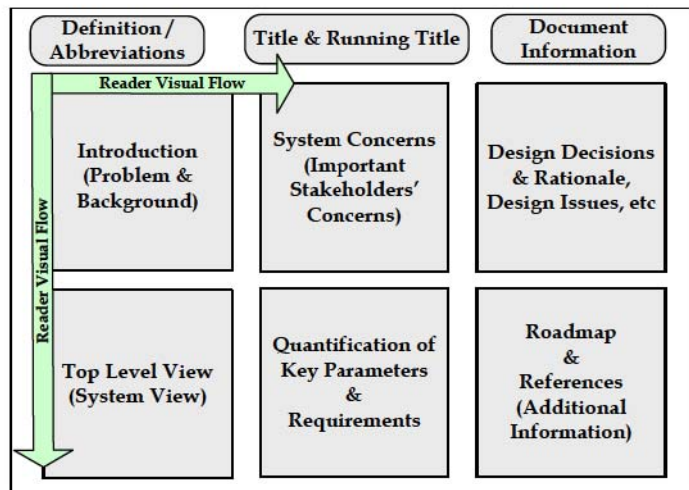 Definition /
Abbreviations
Title & Running Title
Document
Information
Reader Visual Flow
Reader Visual Flow
Introduction
(Problem &
Background)
System Concerns
(Important
Stakeholders'
Concerns)
Design Decisions
& Rationale,
Design Issues, etc
Top Level View
(System View)
Quantification of
Key Parameters
&
Requirements
Roadmap
&
References
(Additional
Information)